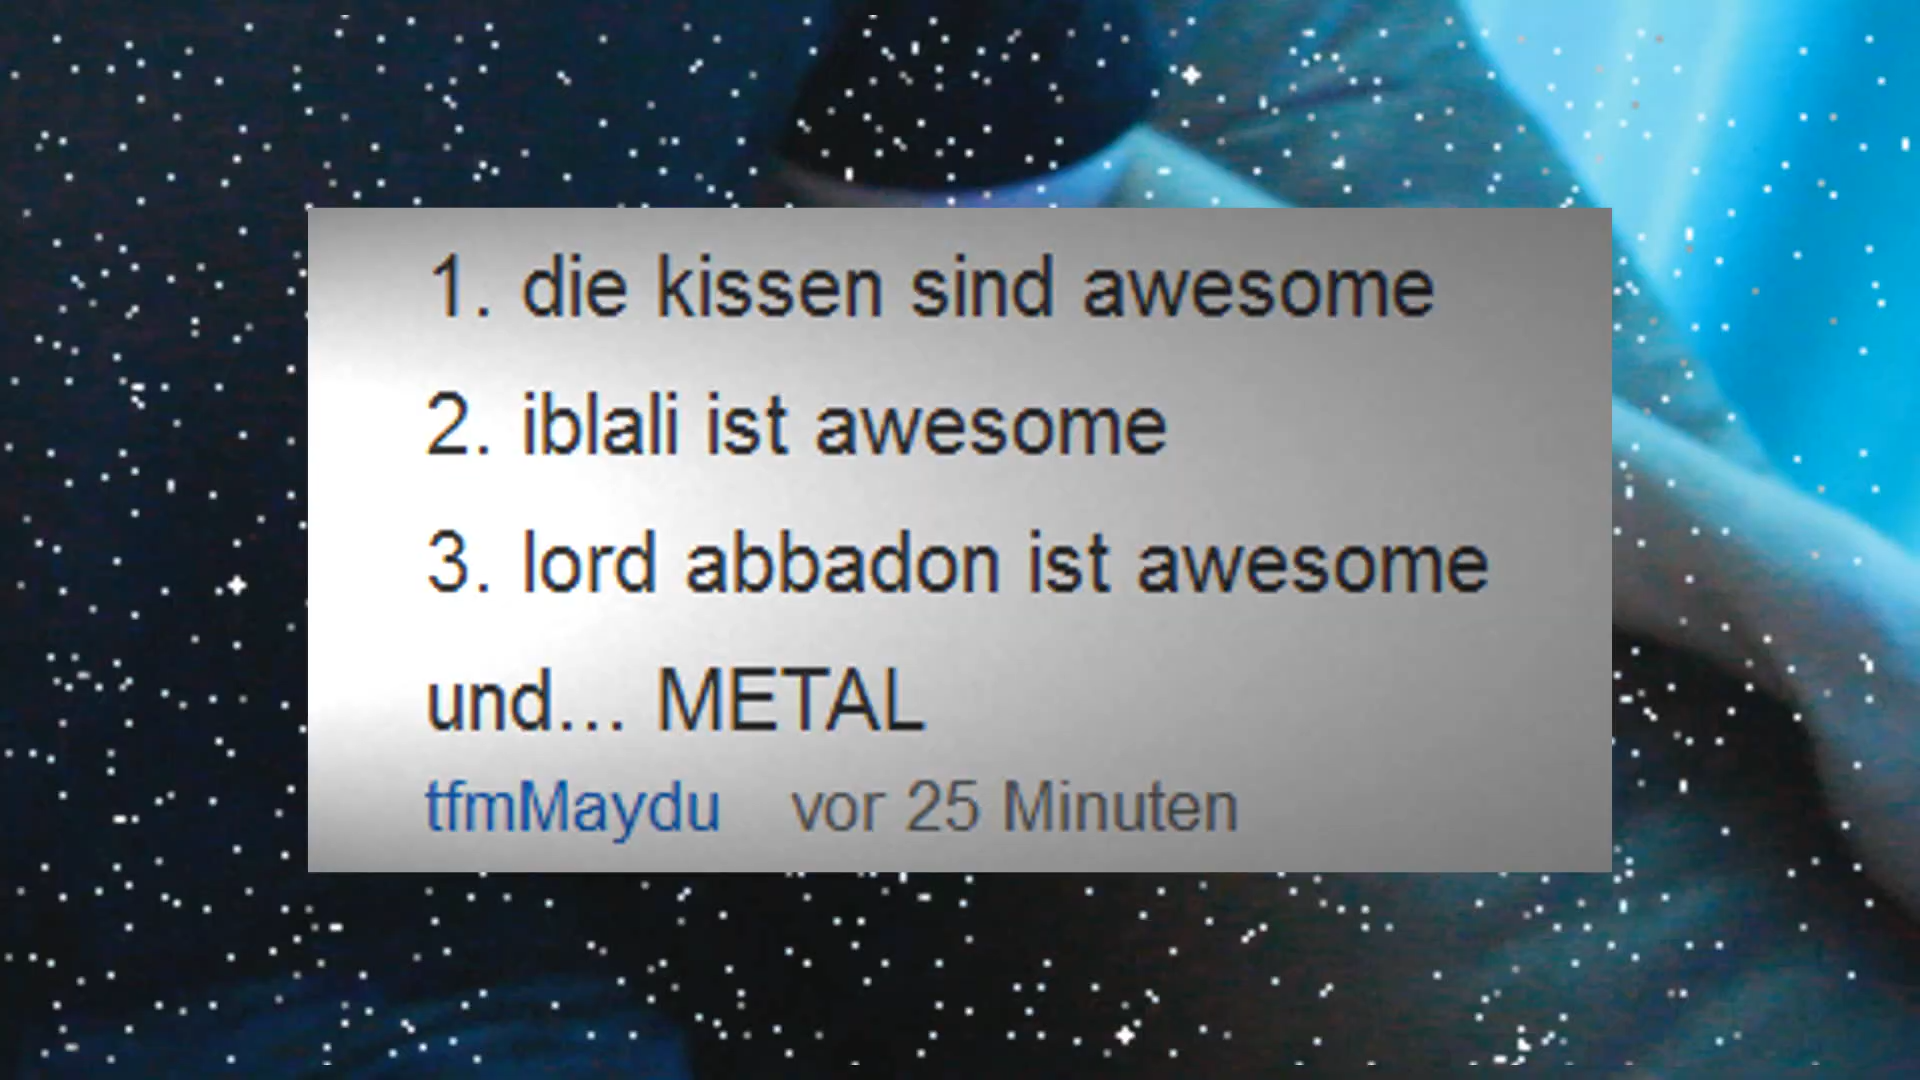 1. die kissen sind awesome
2. iblali ist awesome
3. lord abbadon ist awesome
und... METAL
tfmMaydu vor 25 Minuten